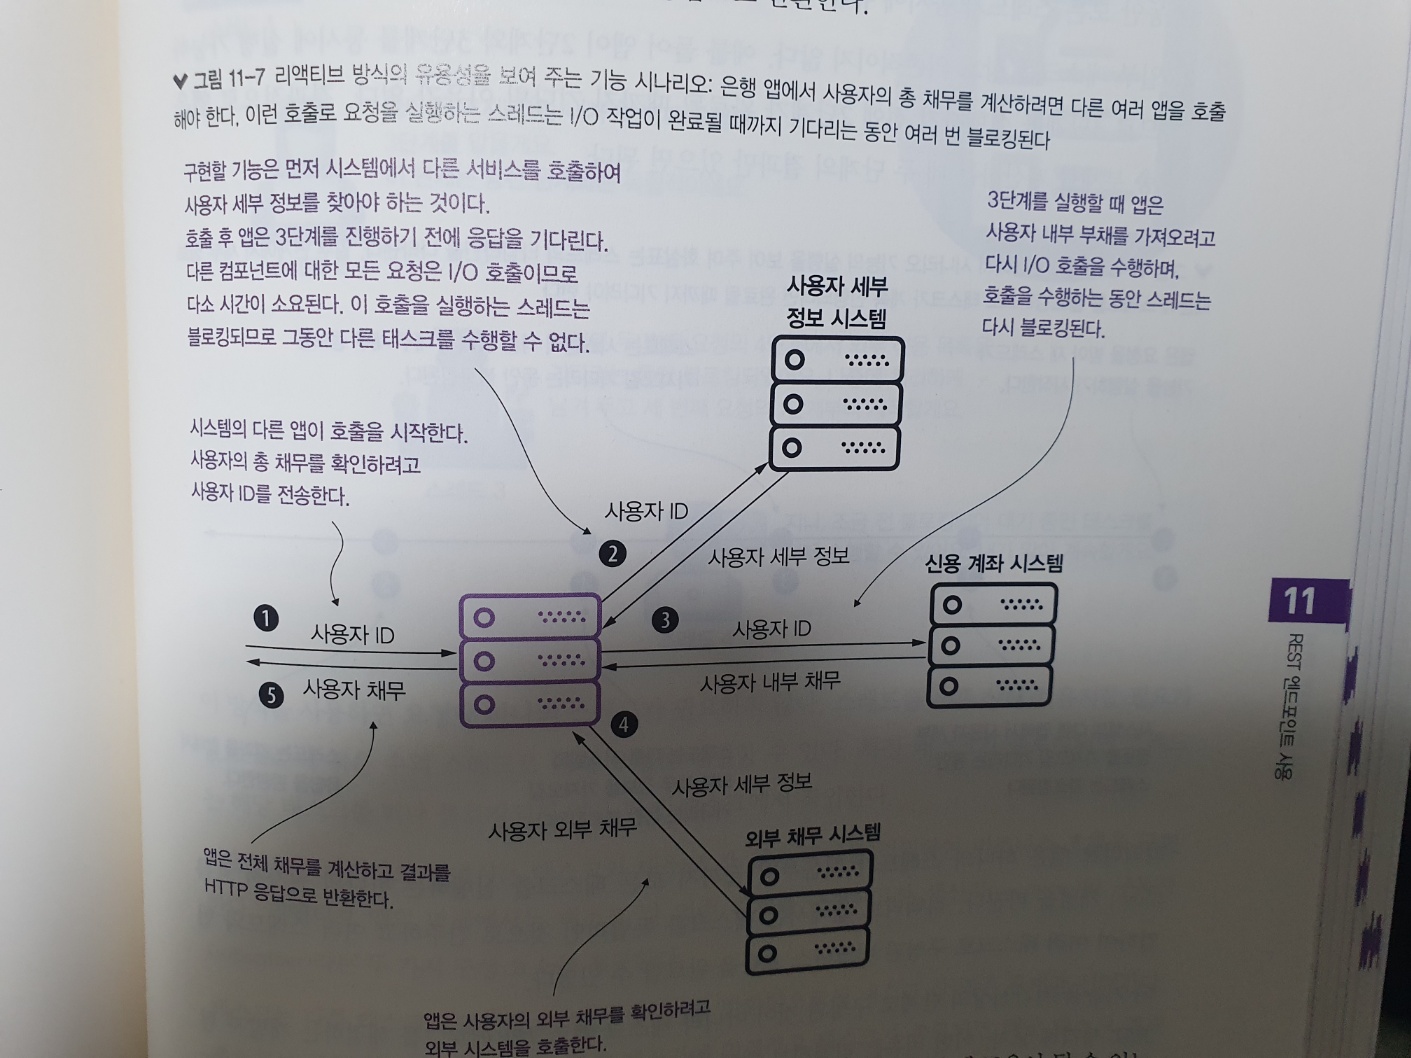 반환한다.
그림 11-7 리액티브 방식의 유용성을 보여 주는 기능 시나리오: 은행 앱에서 사용자의 총 채무를 계산하려면 다른 여러 앱을 호출
해야 한다, 이런 호출로 요청을 실행하는 스레드는 I/O 작업이 완료될 때까지 기다리는 동안 여러 번 블로킹된다
구현할 기능은 먼저 시스템에서 다른 서비스를 호출하여
사용자 세부 정보를 찾아야 하는 것이다.
호출 후 앱은 3단계를 진행하기 전에 응답을 기다린다.
다른 컴포넌트에 대한 모든 요청은 I/O 호출이므로
다소 시간이 소요된다. 이 호출을 실행하는 스레드는
블로킹되므로 그동안 다른 태스크를 수행할 수 없다.
3단계를 실행할 때 앱은
사용자 내부 부채를 가져오려고
다시 I/O 호출을 수행하며,
호출을 수행하는 동안 스레드는
다시 블로킹된다.
사용자 세부
정보 시스템
시스템의 다른 앱이 호출을 시작한다.
사용자의 총 채무를 확인하려고
사용자 ID를 전송한다.
사용자 ID
2
사용자 세부 정보
신용 계좌 시스템
1
사용자 ID
3
사용자 ID
5
사용자 채무
사용자 내부 채무
4
사용자 세부 정보
사용자 외부 채무
외부 채무 시스템
앱은 전체 채무를 계산하고 결과를
HTTP 응답으로 반환한다.
앱은 사용자의 외부 채무를 확인하려고
외부 시스템을 호출한다.
11
REST 엔드포인트 사용